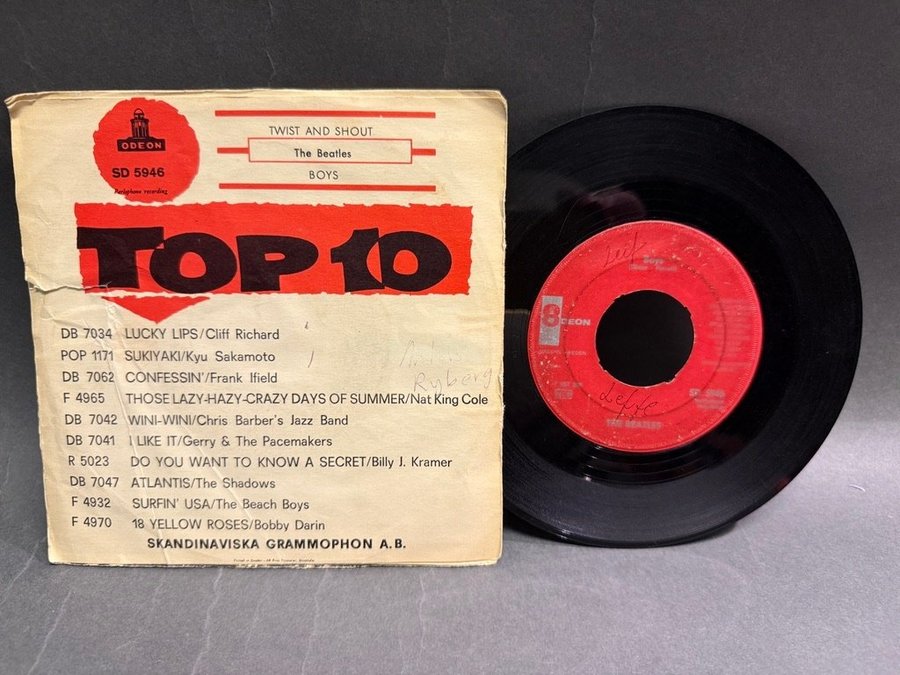 ODEON
SD 5946
Parlophone recording
TWIST AND SHOUT
The Beatles
BOYS
TOP 10
DB 7034 LUCKY LIPS/Cliff Richard
POP 1171 SUKIYAKI/Kyu Sakamoto
DB 7062 CONFESSIN'/Frank Ifield
F 4965 THOSE LAZY-HAZY-CRAZY DAYS OF SUMMER/Nat King Cole
DB 7042 WINI-WINI/Chris Barber's Jazz Band
DB 7041 I LIKE IT/Gerry & The Pacemakers
R 5023 DO YOU WANT TO KNOW A SECRET/Billy J. Kramer
DB 7047 ATLANTIS/The Shadows
F 4932 SURFIN' USA/The Beach Boys
F 4970 18 YELLOW ROSES/Bobby Darin
SKANDINAVISKA GRAMMOPHON A.B.
Ryberg
Boys
ODEON
SD 5946
Leffe
THE BEATLES